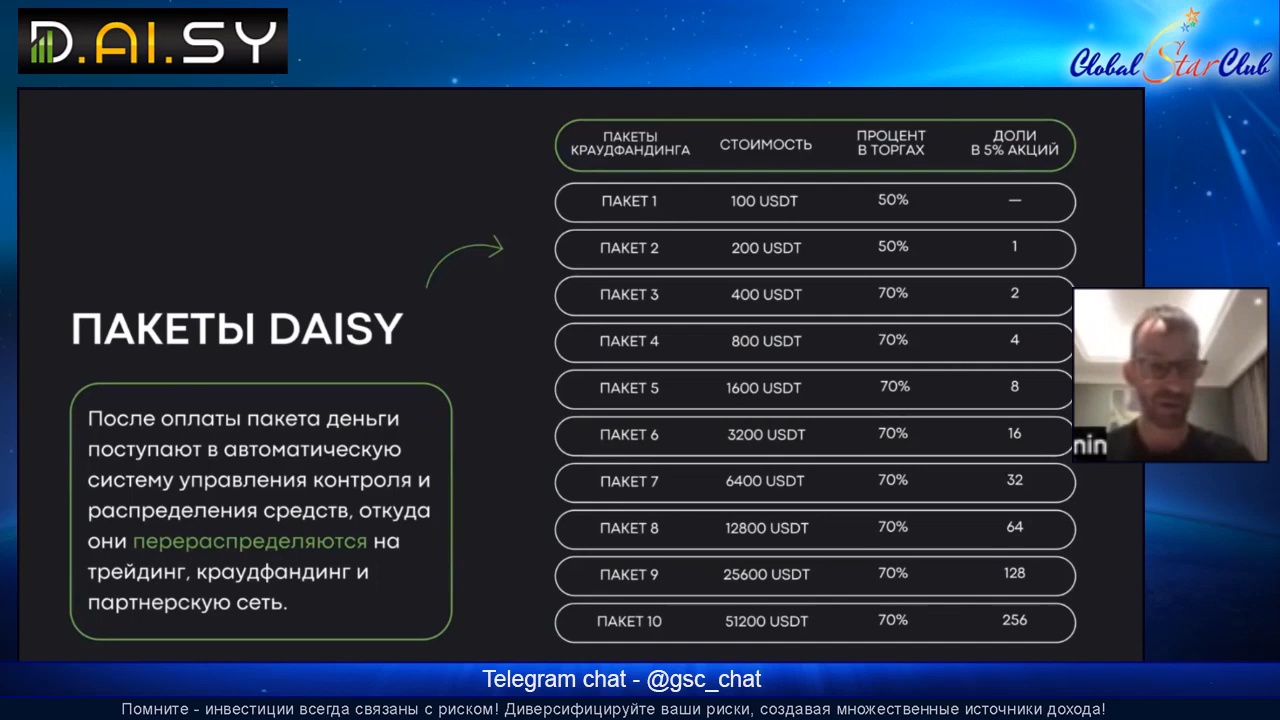 D.AI.SY
Global Star Club
ПАКЕТЫ DAISY
После оплаты пакета деньги
поступают в автоматическую
систему управления контроля и
распределения средств, откуда
они перераспределяются на
трейдинг, краудфандинг и
партнерскую сеть.
ПАКЕТЫ КРАУДФАНДИНГА СТОИМОСТЬ ПРОЦЕНТ В ТОРГАХ ДОЛИ В 5% АКЦИЙ
ПАКЕТ 1 100 USDT 50% —
ПАКЕТ 2 200 USDT 50% 1
ПАКЕТ 3 400 USDT 70% 2
ПАКЕТ 4 800 USDT 70% 4
ПАКЕТ 5 1600 USDT 70% 8
ПАКЕТ 6 3200 USDT 70% 16
ПАКЕТ 7 6400 USDT 70% 32
ПАКЕТ 8 12800 USDT 70% 64
ПАКЕТ 9 25600 USDT 70% 128
ПАКЕТ 10 51200 USDT 70% 256
nin
Telegram chat - @gsc_chat
Помните - инвестиции всегда связаны с риском! Диверсифицируйте ваши риски, создавая множественные источники дохода!